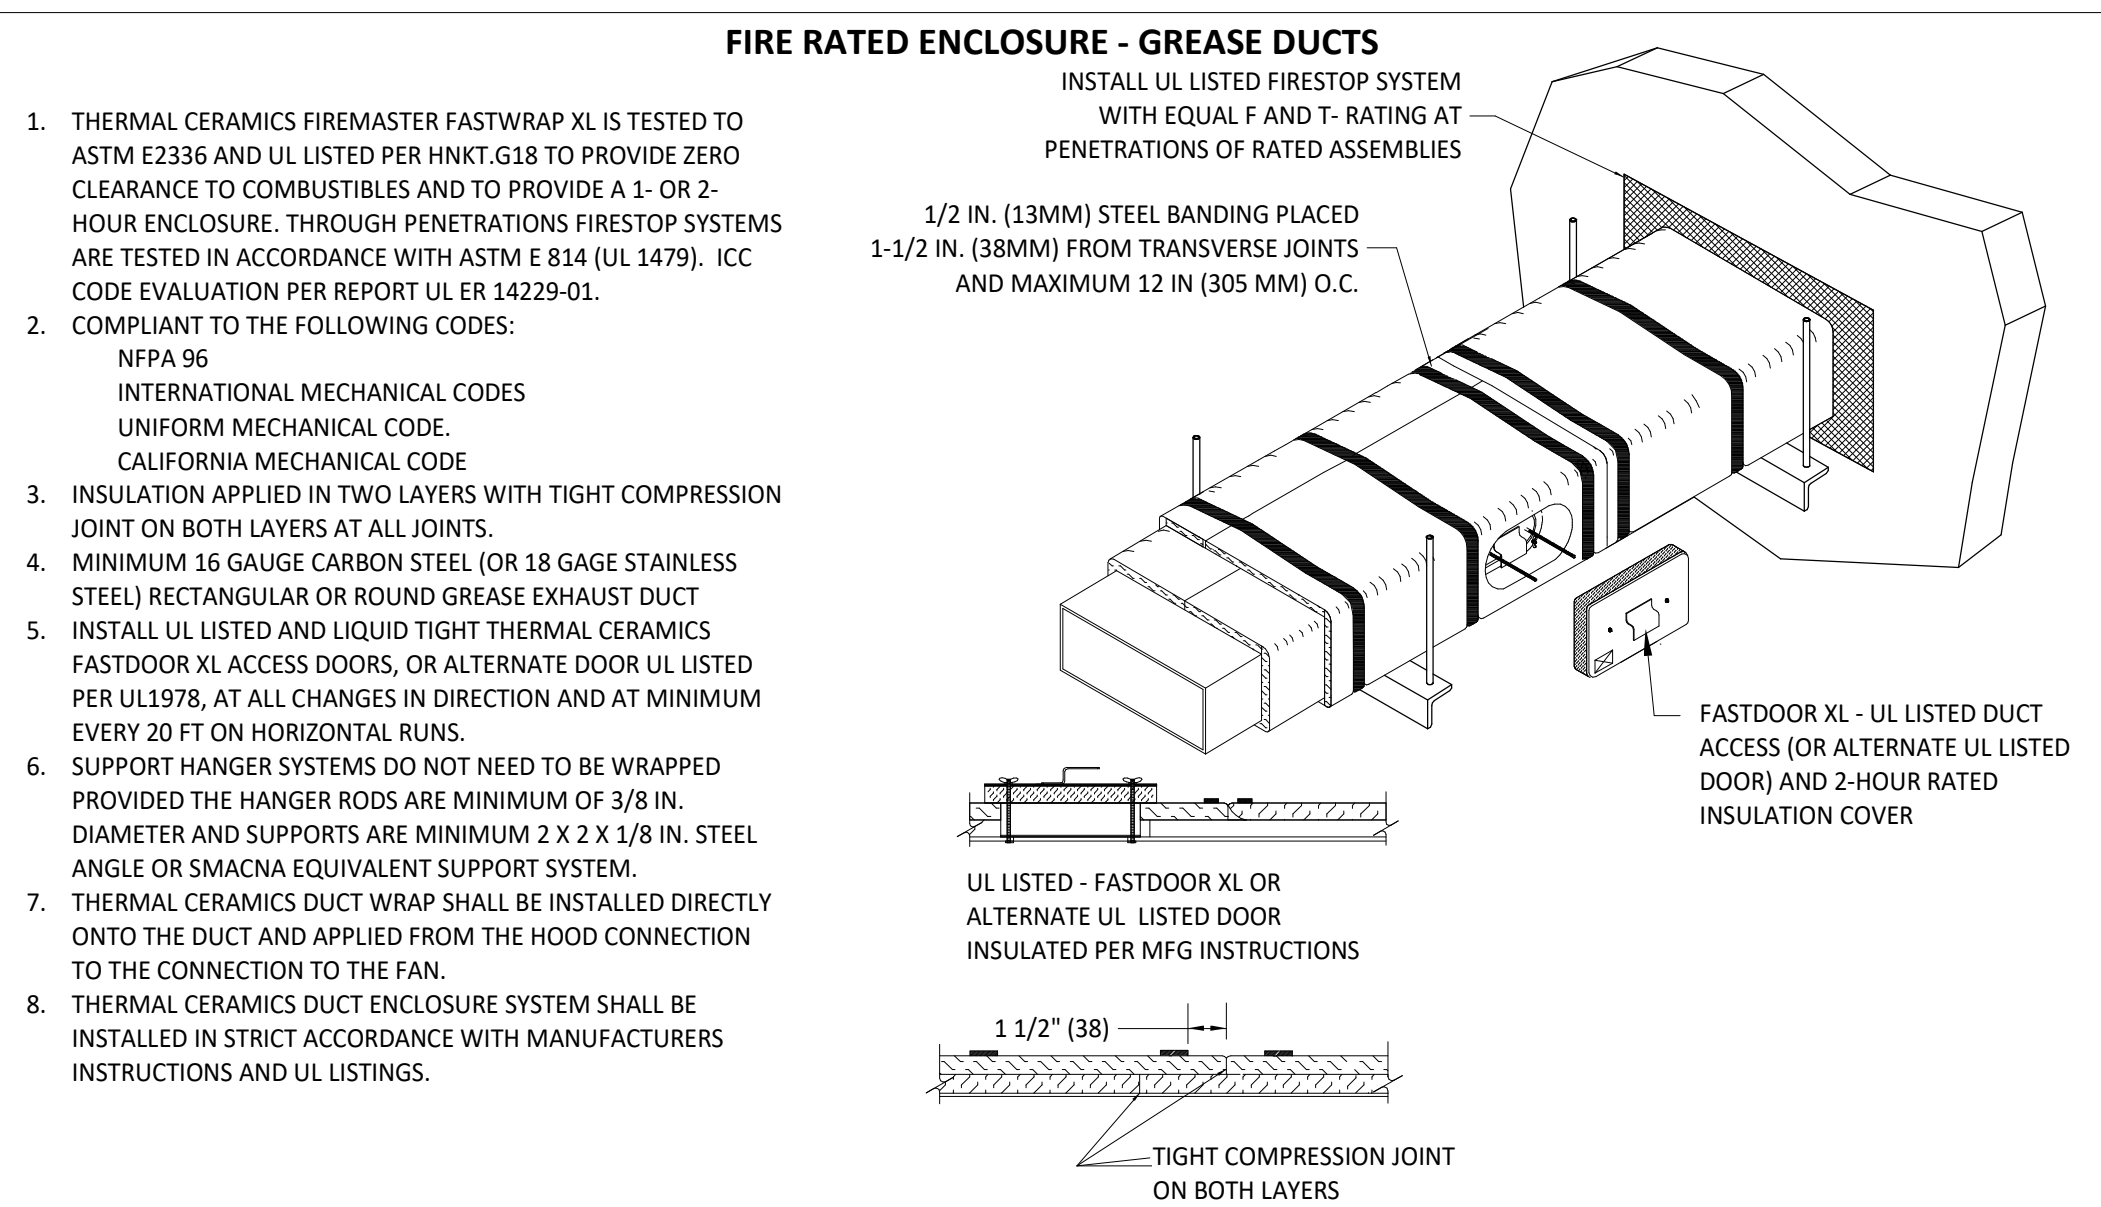 FIRE RATED ENCLOSURE - GREASE DUCTS
1. THERMAL CERAMICS FIREMASTER FASTWRAP XL IS TESTED TO
ASTM E2336 AND UL LISTED PER HNKT.G18 TO PROVIDE ZERO
CLEARANCE TO COMBUSTIBLES AND TO PROVIDE A 1- OR 2-
HOUR ENCLOSURE. THROUGH PENETRATIONS FIRESTOP SYSTEMS
ARE TESTED IN ACCORDANCE WITH ASTM E 814 (UL 1479). ICC
CODE EVALUATION PER REPORT UL ER 14229-01.
2. COMPLIANT TO THE FOLLOWING CODES:
NFPA 96
INTERNATIONAL MECHANICAL CODES
UNIFORM MECHANICAL CODE.
CALIFORNIA MECHANICAL CODE
3. INSULATION APPLIED IN TWO LAYERS WITH TIGHT COMPRESSION
JOINT ON BOTH LAYERS AT ALL JOINTS.
4. MINIMUM 16 GAUGE CARBON STEEL (OR 18 GAGE STAINLESS
STEEL) RECTANGULAR OR ROUND GREASE EXHAUST DUCT
5. INSTALL UL LISTED AND LIQUID TIGHT THERMAL CERAMICS
FASTDOOR XL ACCESS DOORS, OR ALTERNATE DOOR UL LISTED
PER UL1978, AT ALL CHANGES IN DIRECTION AND AT MINIMUM
EVERY 20 FT ON HORIZONTAL RUNS.
6. SUPPORT HANGER SYSTEMS DO NOT NEED TO BE WRAPPED
PROVIDED THE HANGER RODS ARE MINIMUM OF 3/8 IN.
DIAMETER AND SUPPORTS ARE MINIMUM 2 X 2 X 1/8 IN. STEEL
ANGLE OR SMACNA EQUIVALENT SUPPORT SYSTEM.
7. THERMAL CERAMICS DUCT WRAP SHALL BE INSTALLED DIRECTLY
ONTO THE DUCT AND APPLIED FROM THE HOOD CONNECTION
TO THE CONNECTION TO THE FAN.
8. THERMAL CERAMICS DUCT ENCLOSURE SYSTEM SHALL BE
INSTALLED IN STRICT ACCORDANCE WITH MANUFACTURERS
INSTRUCTIONS AND UL LISTINGS.
INSTALL UL LISTED FIRESTOP SYSTEM
WITH EQUAL F AND T- RATING AT
PENETRATIONS OF RATED ASSEMBLIES
1/2 IN. (13MM) STEEL BANDING PLACED
1-1/2 IN. (38MM) FROM TRANSVERSE JOINTS
AND MAXIMUM 12 IN (305 MM) O.C.
FASTDOOR XL - UL LISTED DUCT
ACCESS (OR ALTERNATE UL LISTED
DOOR) AND 2-HOUR RATED
INSULATION COVER
UL LISTED - FASTDOOR XL OR
ALTERNATE UL LISTED DOOR
INSULATED PER MFG INSTRUCTIONS
1 1/2" (38)
TIGHT COMPRESSION JOINT
ON BOTH LAYERS